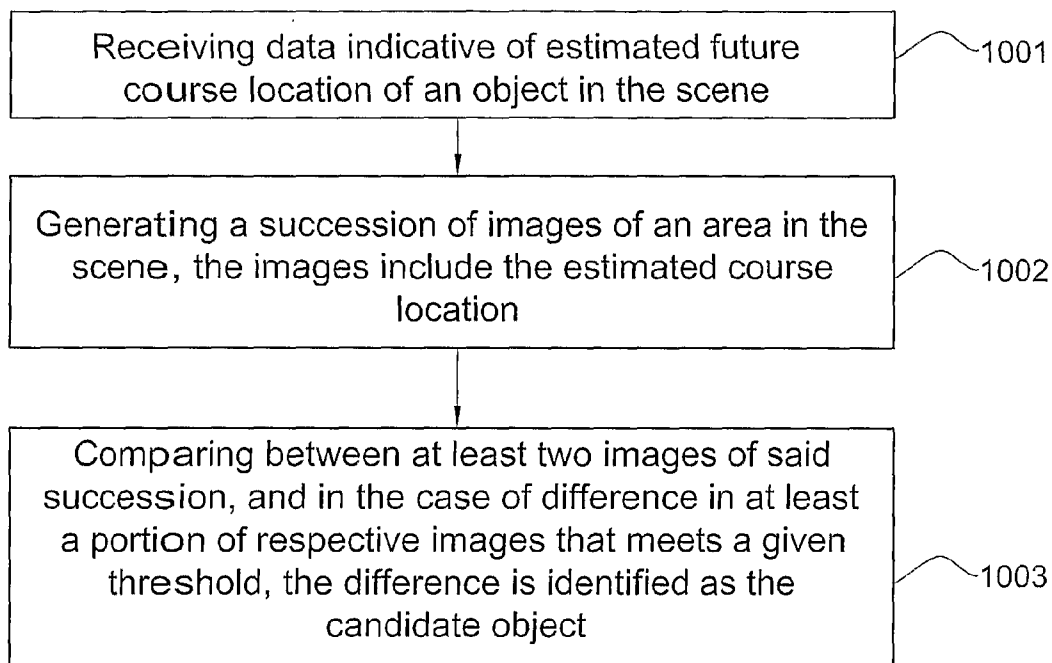 Receiving data indicative of estimated future
course location of an object in the scene
1001
Generating a succession of images of an area in the
scene, the images include the estimated course
location
1002
Comparing between at least two images of said
succession, and in the case of difference in at least
a portion of respective images that meets a given
threshold, the difference is identified as the
candidate object
1003